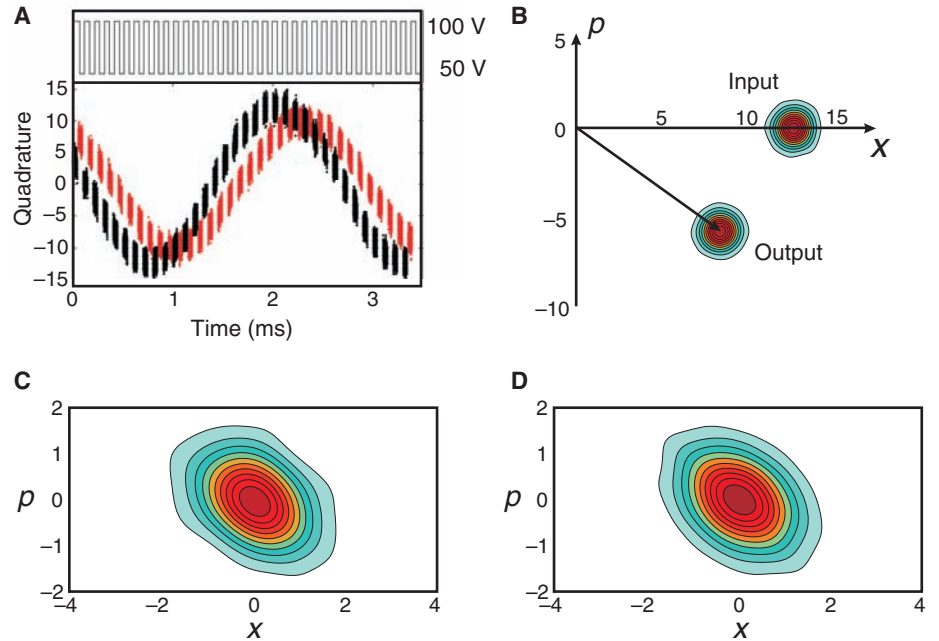 A
100 V
50 V
Quadrature
15
10
5
0
−5
−10
−15
0 1 2 3
Time (ms)
B
p
5
0
−5
−10
5 10 15
x
Input
Output
C
2
1
p 0
−1
−2
−4 −2 0 2 4
x
D
2
1
p 0
−1
−2
−4 −2 0 2 4
x